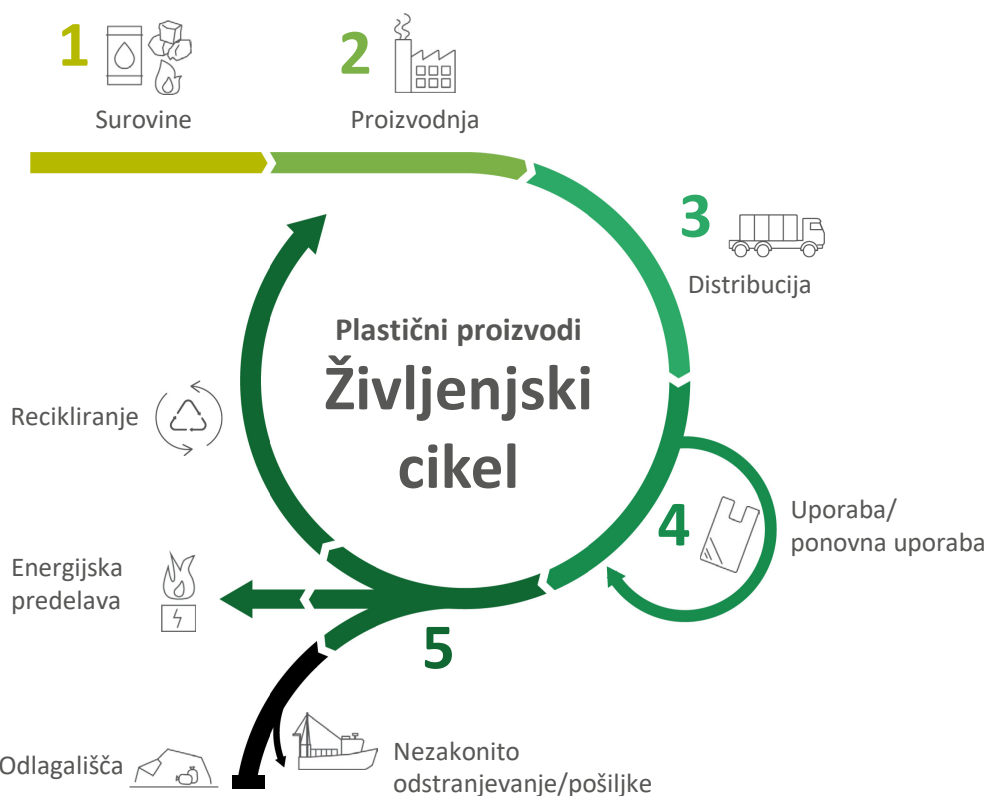 1
Surovine
2
Proizvodnja
3
Distribucija
Plastični proizvodi
Življenjski
cikel
4
Uporaba/
ponovna uporaba
5
Recikliranje
Energijska
predelava
Odlagališča
Nezakonito
odstranjevanje/pošiljke